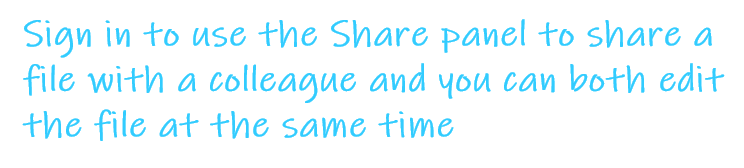 Sign in to use the Share panel to share a
file with a colleague and you can both edit
the file at the same time